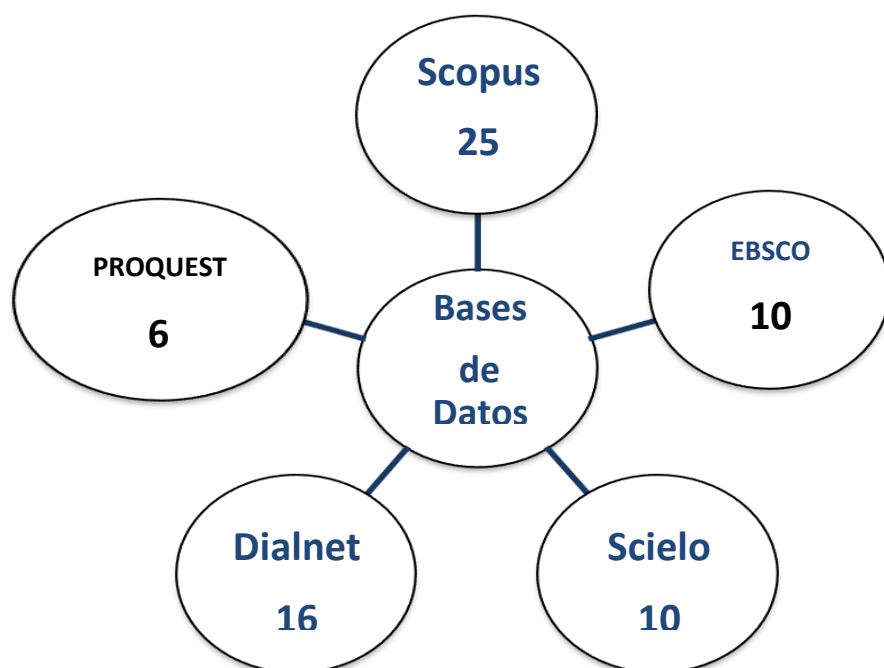 Scopus
25
PROQUEST
6
EBSCO
10
Bases
de
Datos
Dialnet
16
Scielo
10